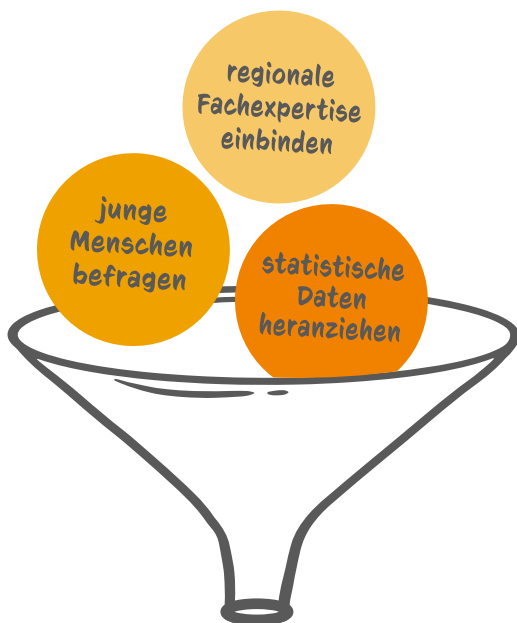 regionale
Fachexpertise
einbinden
junge
Menschen
befragen
statistische
Daten
heranziehen